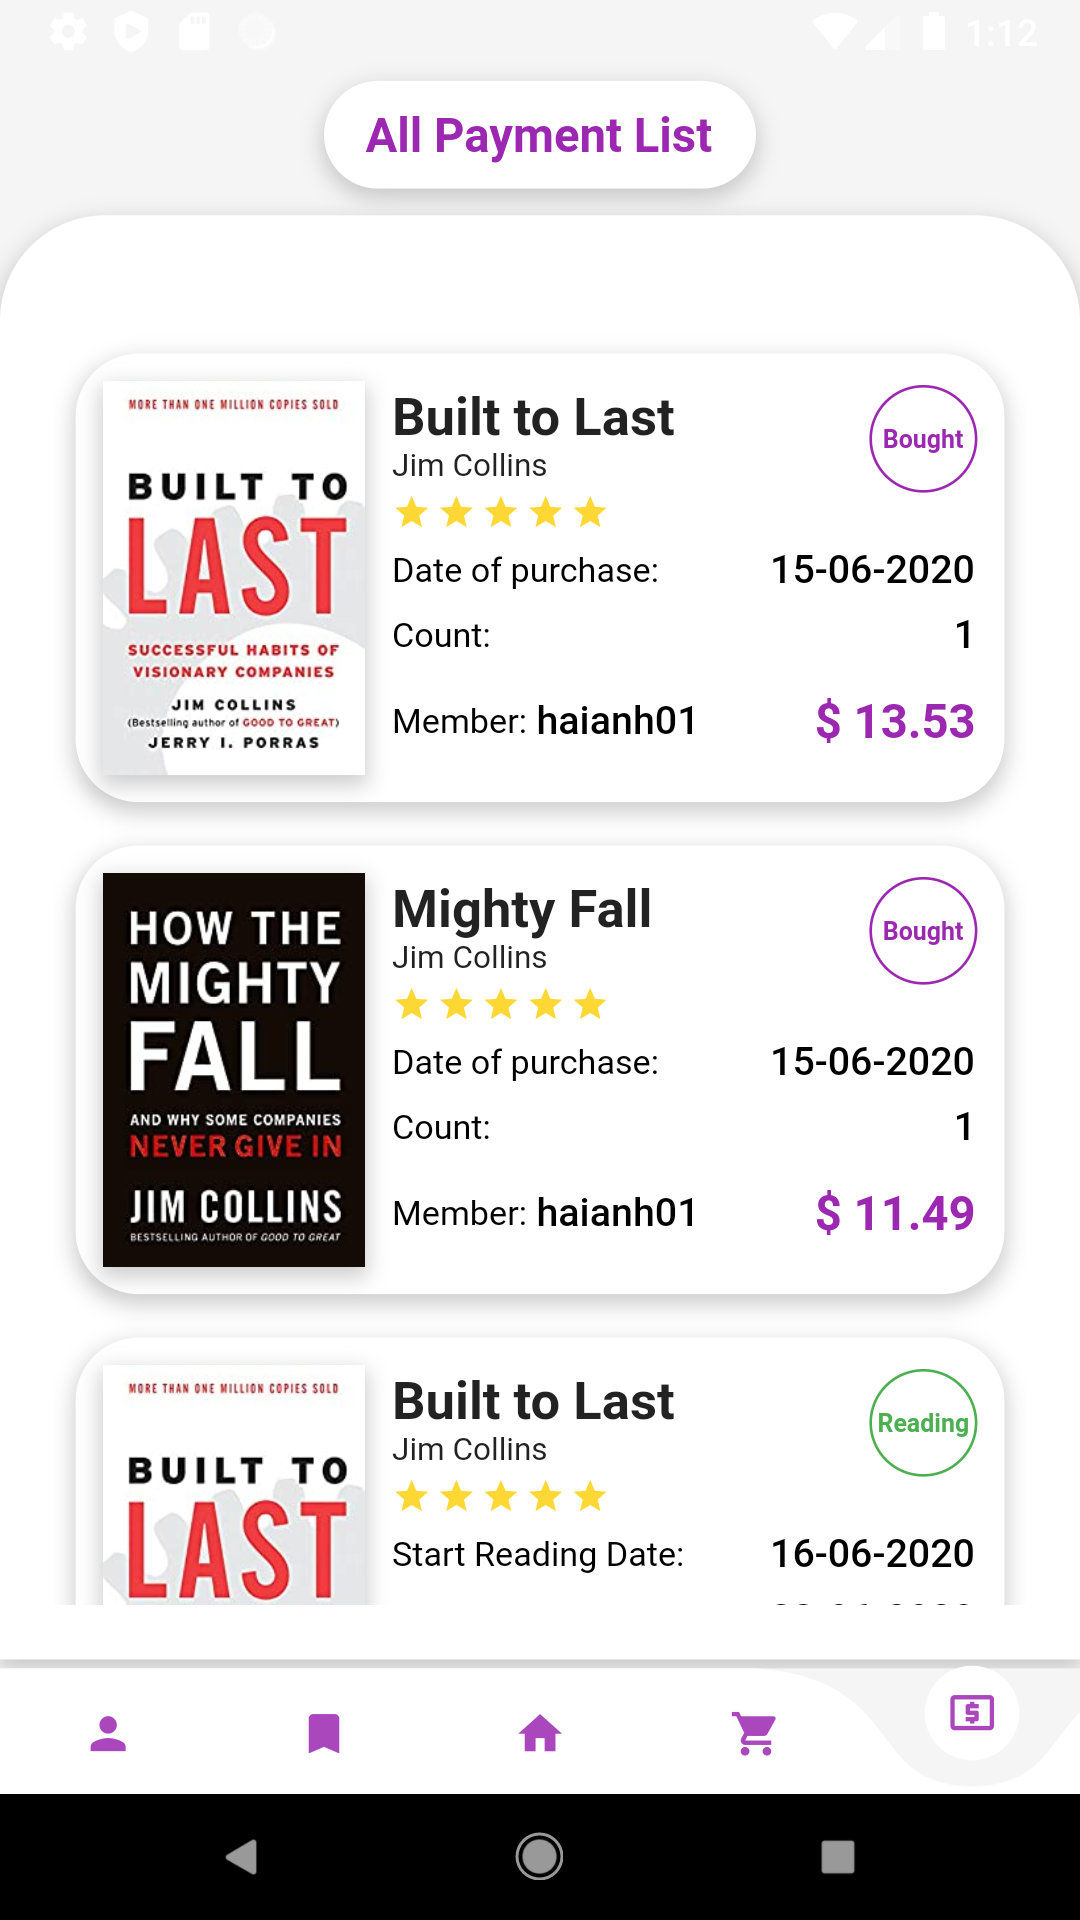 1:12
All Payment List
MORE THAN ONE MILLION COPIES SOLD
BUILT TO
LAST
SUCCESSFUL HABITS OF
VISIONARY COMPANIES
JIM COLLINS
(Bestselling author of GOOD TO GREAT)
JERRY I. PORRAS
Built to Last
Bought
Jim Collins
Date of purchase: 15-06-2020
Count: 1
Member: haianh01 $ 13.53
HOW THE
MIGHTY
FALL
AND WHY SOME COMPANIES
NEVER GIVE IN
JIM COLLINS
BESTSELLING AUTHOR OF GOOD TO GREAT
Mighty Fall
Bought
Jim Collins
Date of purchase: 15-06-2020
Count: 1
Member: haianh01 $ 11.49
MORE THAN ONE MILLION COPIES SOLD
BUILT TO
LAST
Built to Last
Reading
Jim Collins
Start Reading Date: 16-06-2020